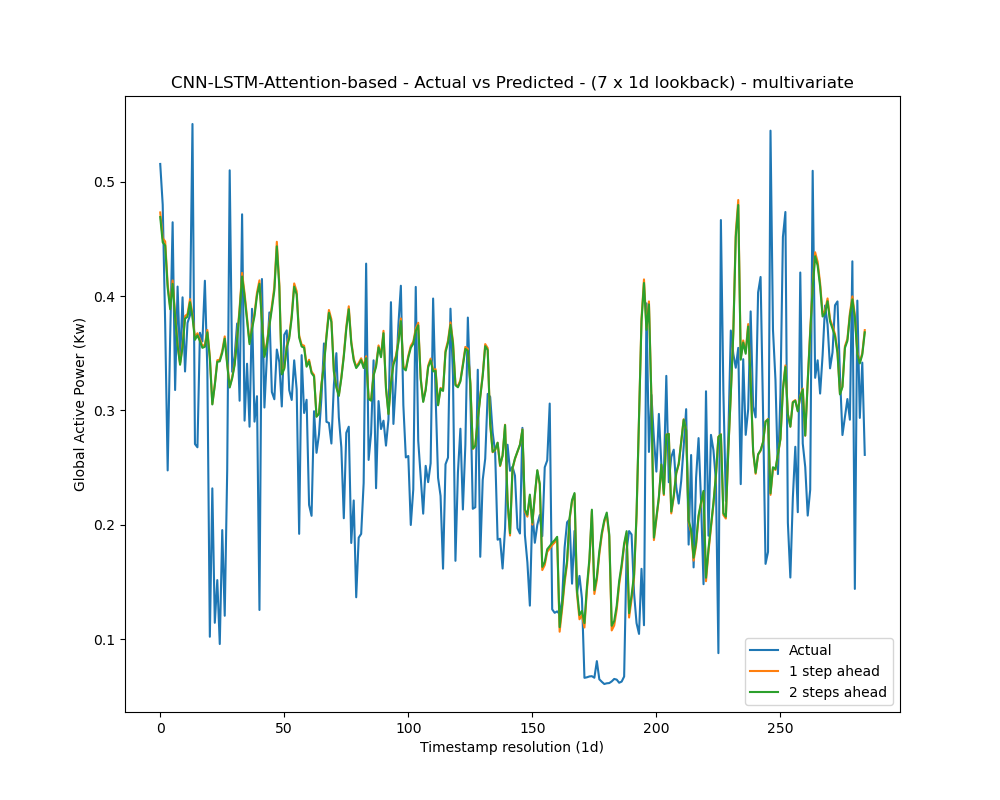 CNN-LSTM-Attention-based - Actual vs Predicted - (7 x 1d lookback) - multivariate
Global Active Power (Kw)
0.5
0.4
0.3
0.2
0.1
0 50 100 150 200 250
Timestamp resolution (1d)
Actual
1 step ahead
2 steps ahead